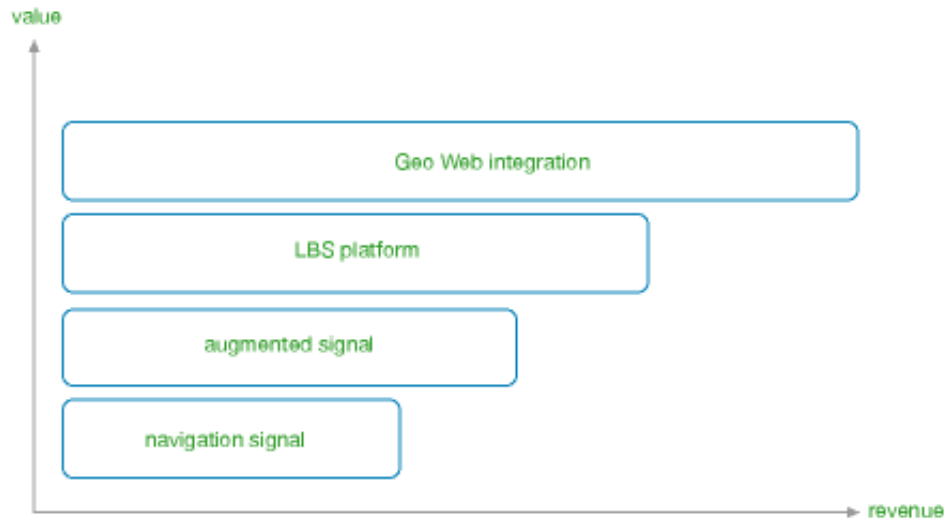 value
Geo Web integration
LBS platform
augmented signal
navigation signal
revenue